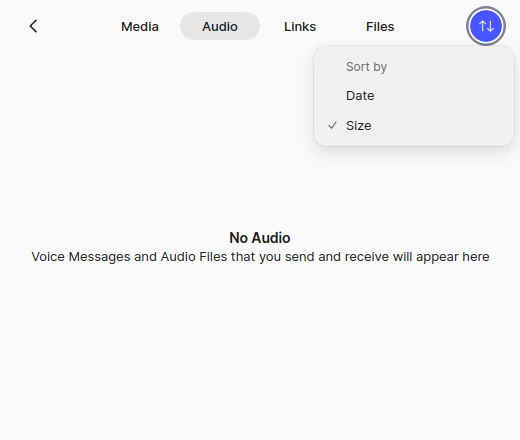 Media
Audio
Links
Files
Sort by
Date
Size
No Audio
Voice Messages and Audio Files that you send and receive will appear here